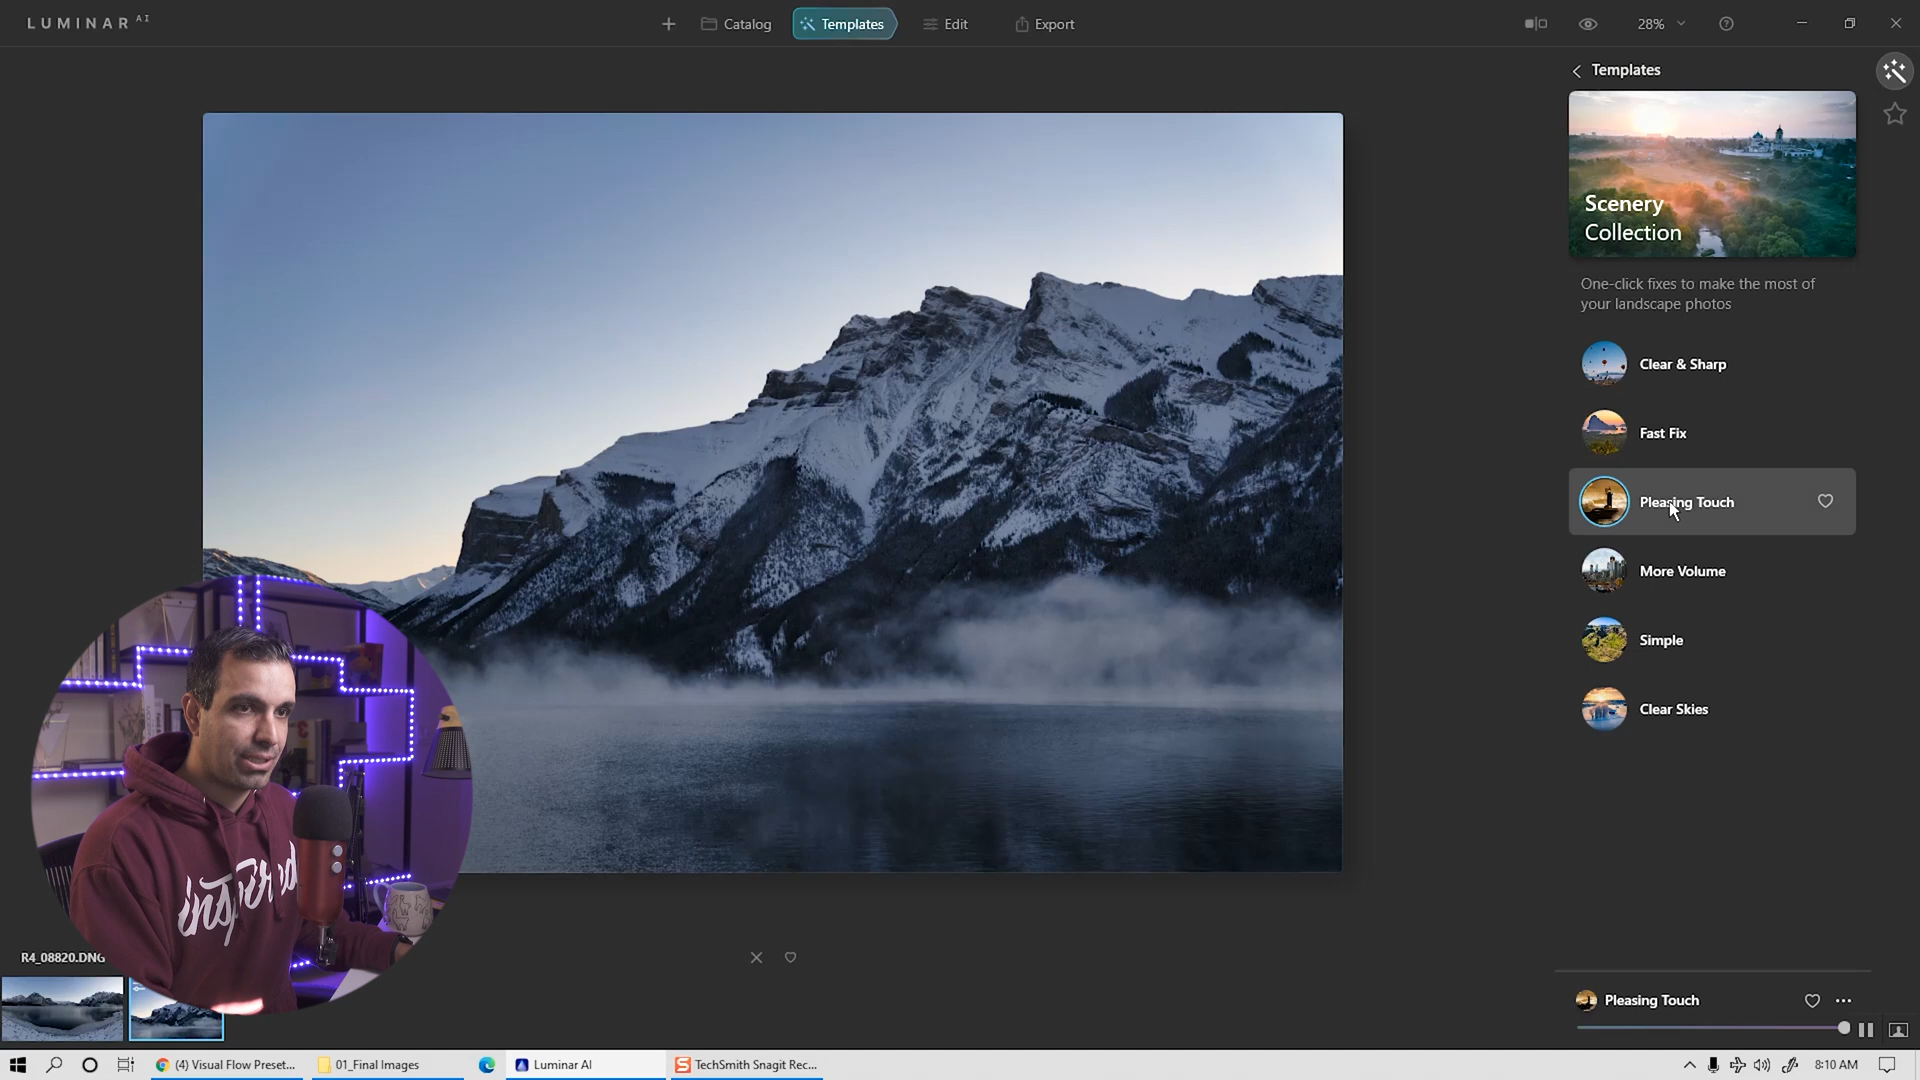 LUMINAR AI
Catalog
Templates
Edit
Export
28%
Templates
Scenery
Collection
One-click fixes to make the most of
your landscape photos
Clear & Sharp
Fast Fix
Pleasing Touch
More Volume
Simple
Clear Skies
inspired
R4_08820.DNG
Pleasing Touch
(4) Visual Flow Preset...
01_Final Images
Luminar AI
TechSmith Snagit Rec...
8:10 AM